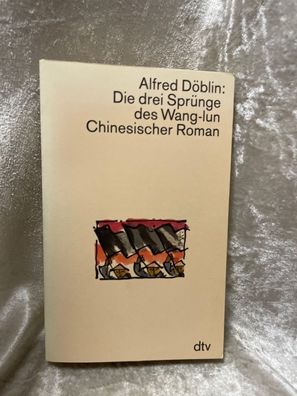 Alfred Döblin:
Die drei Sprünge
des Wang-lun
Chinesischer Roman
dtv